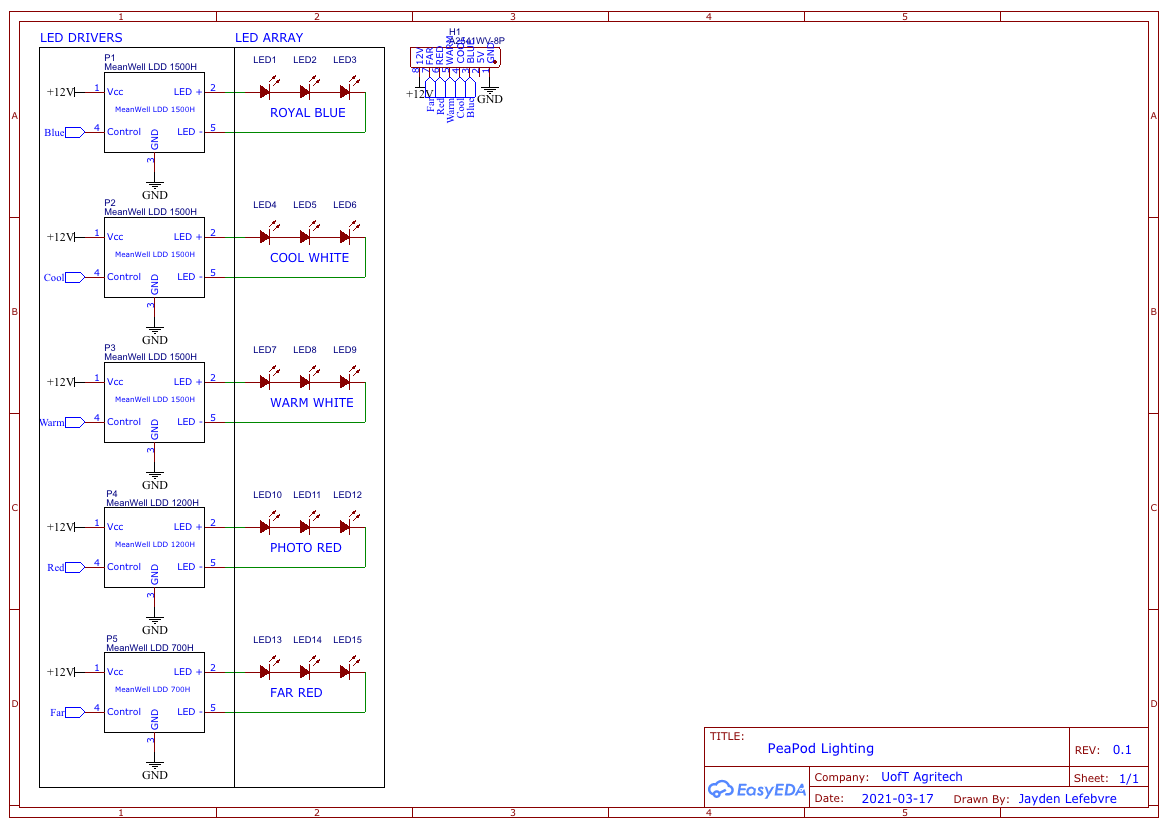 1 2 3 4 5
LED DRIVERS
LED ARRAY
P1
MeanWell LDD 1500H
+12V 1 Vcc LED + 2
MeanWell LDD 1500H
Blue 4 Control LED - 5
GND
3
GND
LED1 LED2 LED3
ROYAL BLUE
P2
MeanWell LDD 1500H
+12V 1 Vcc LED + 2
MeanWell LDD 1500H
Cool 4 Control LED - 5
GND
3
GND
LED4 LED5 LED6
COOL WHITE
P3
MeanWell LDD 1500H
+12V 1 Vcc LED + 2
MeanWell LDD 1500H
Warm 4 Control LED - 5
GND
3
GND
LED7 LED8 LED9
WARM WHITE
P4
MeanWell LDD 1200H
+12V 1 Vcc LED + 2
MeanWell LDD 1200H
Red 4 Control LED - 5
GND
3
GND
LED10 LED11 LED12
PHOTO RED
P5
MeanWell LDD 700H
+12V 1 Vcc LED + 2
MeanWell LDD 700H
Far 4 Control LED - 5
GND
3
GND
LED13 LED14 LED15
FAR RED
H1
A2541WV-8P
12V FAR RED WARM COOL BLUE 5V GND
8 7 6 5 4 3 2 1
+12V
Far Red Warm Cool Blue
GND
A
B
C
D
A
B
C
D
TITLE:
PeaPod Lighting
REV: 0.1
EasyEDA
Company: UofT Agritech
Sheet: 1/1
Date: 2021-03-17 Drawn By: Jayden Lefebvre
1 2 3 4 5